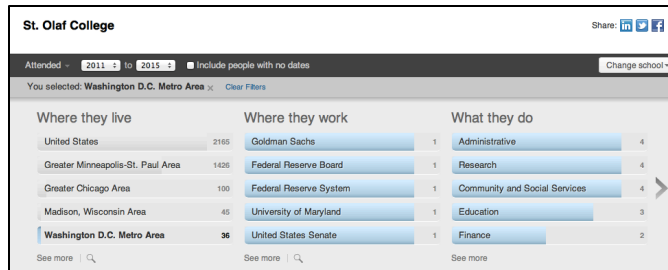 St. Olaf College
Share:
Attended 2011 to 2015 Include people with no dates Change school
You selected: Washington D.C. Metro Area × Clear Filters
Where they live Where they work What they do
United States 2165 Goldman Sachs 1 Administrative 4
Greater Minneapolis-St. Paul Area 1426 Federal Reserve Board 1 Research 4
Greater Chicago Area 100 Federal Reserve System 1 Community and Social Services 4
Madison, Wisconsin Area 45 University of Maryland 1 Education 3
Washington D.C. Metro Area 36 United States Senate 1 Finance 2
See more See more See more